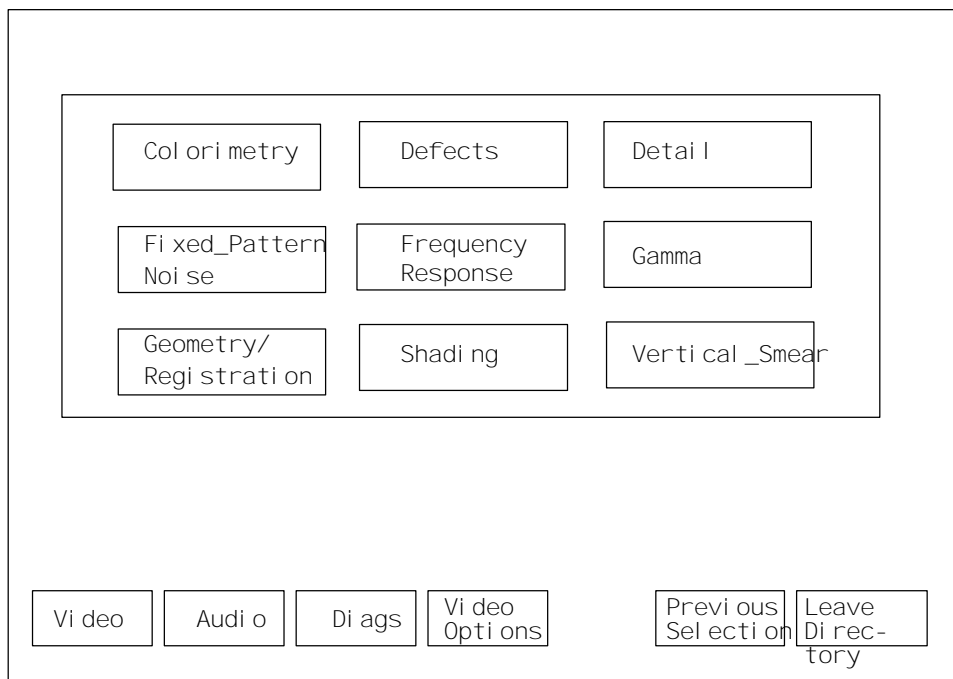 Colorimetry
Defects
Detail
Fixed_Pattern
Noise
Frequency
Response
Gamma
Geometry/
Registration
Shading
Vertical_Smear
Video
Audio
Diags
Video
Options
Previous
Selection
Leave
Direc-
tory